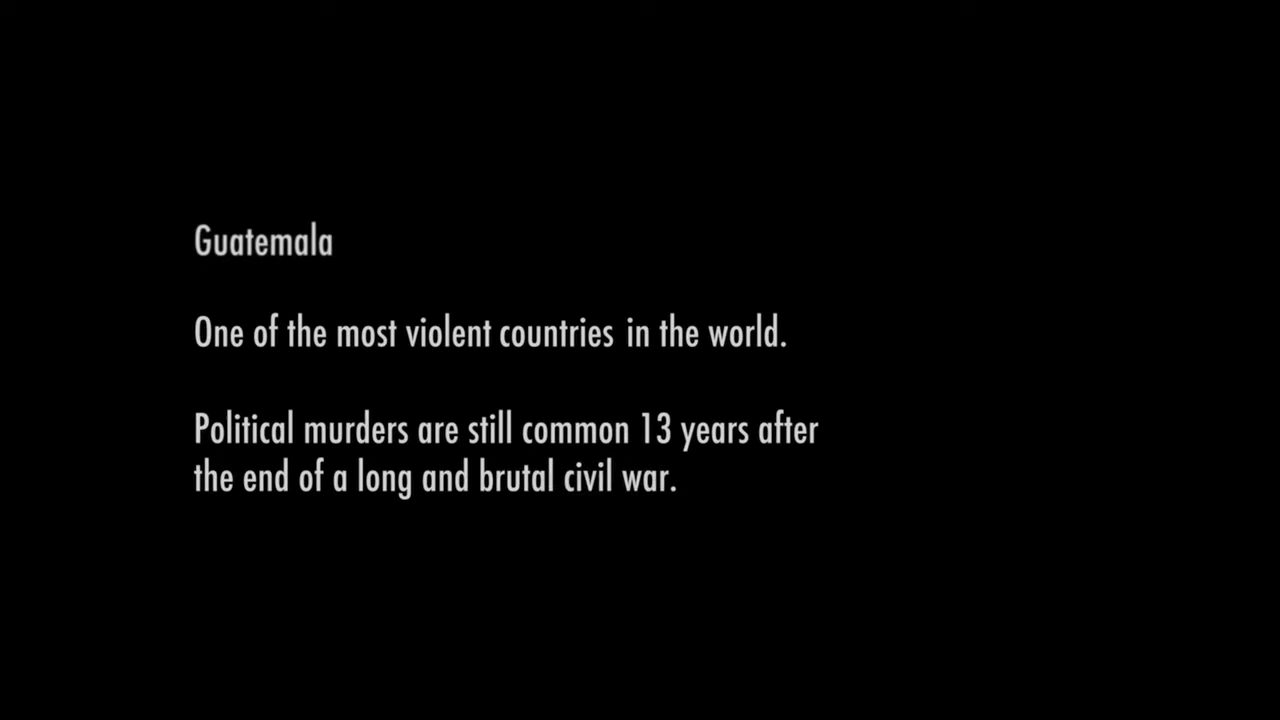 Guatemala
One of the most violent countries in the world.
Political murders are still common 13 years after
the end of a long and brutal civil war.